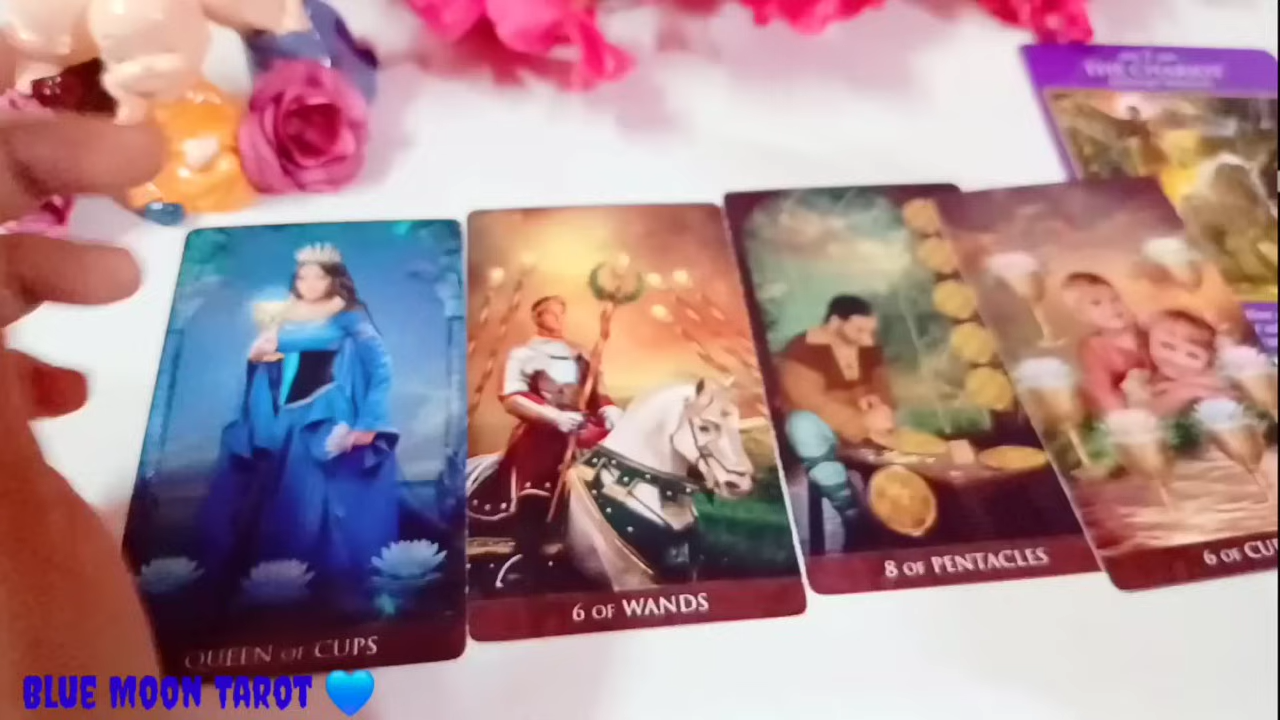 THE CHARIOT
QUEEN OF CUPS
6 OF WANDS
8 OF PENTACLES
6 OF CU
BLUE MOON TAROT 💙